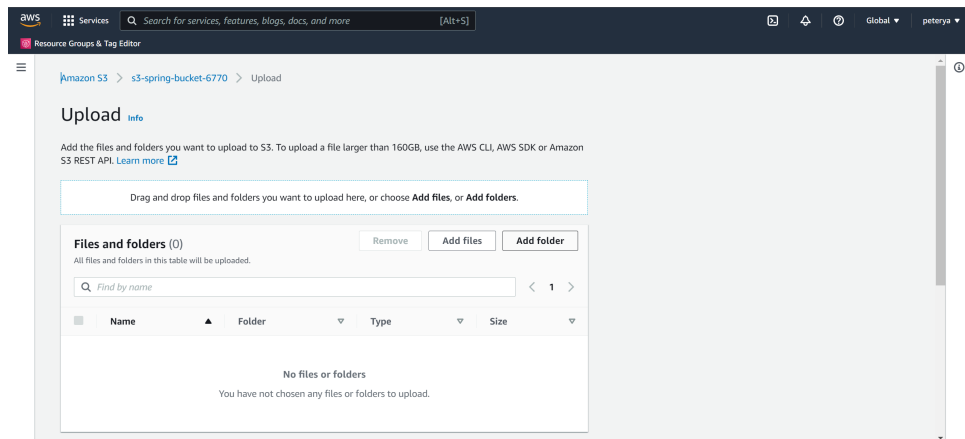 aws Services Search for services, features, blogs, docs, and more [Alt+S] Global ▼ peterya ▼
Resource Groups & Tag Editor
Amazon S3 > s3-spring-bucket-6770 > Upload
Upload Info
Add the files and folders you want to upload to S3. To upload a file larger than 160GB, use the AWS CLI, AWS SDK or Amazon
S3 REST API. Learn more
Drag and drop files and folders you want to upload here, or choose Add files, or Add folders.
Files and folders (0) Remove Add files Add folder
All files and folders in this table will be uploaded.
Find by name < 1 >
Name ▲ Folder ▽ Type ▽ Size ▽
No files or folders
You have not chosen any files or folders to upload.